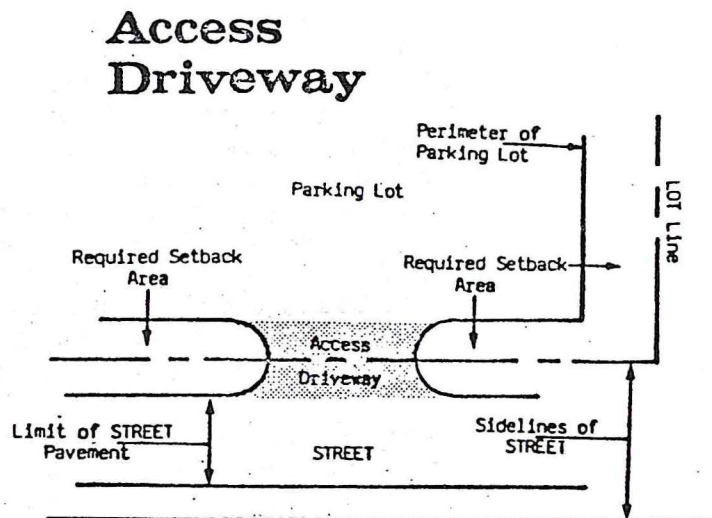 Access
Driveway
Perimeter of
Parking Lot
Parking Lot
LOT Line
Required Setback
Area
Required Setback
Area
Access
Driveway
Limit of STREET
Pavement
STREET
Sidelines of
STREET